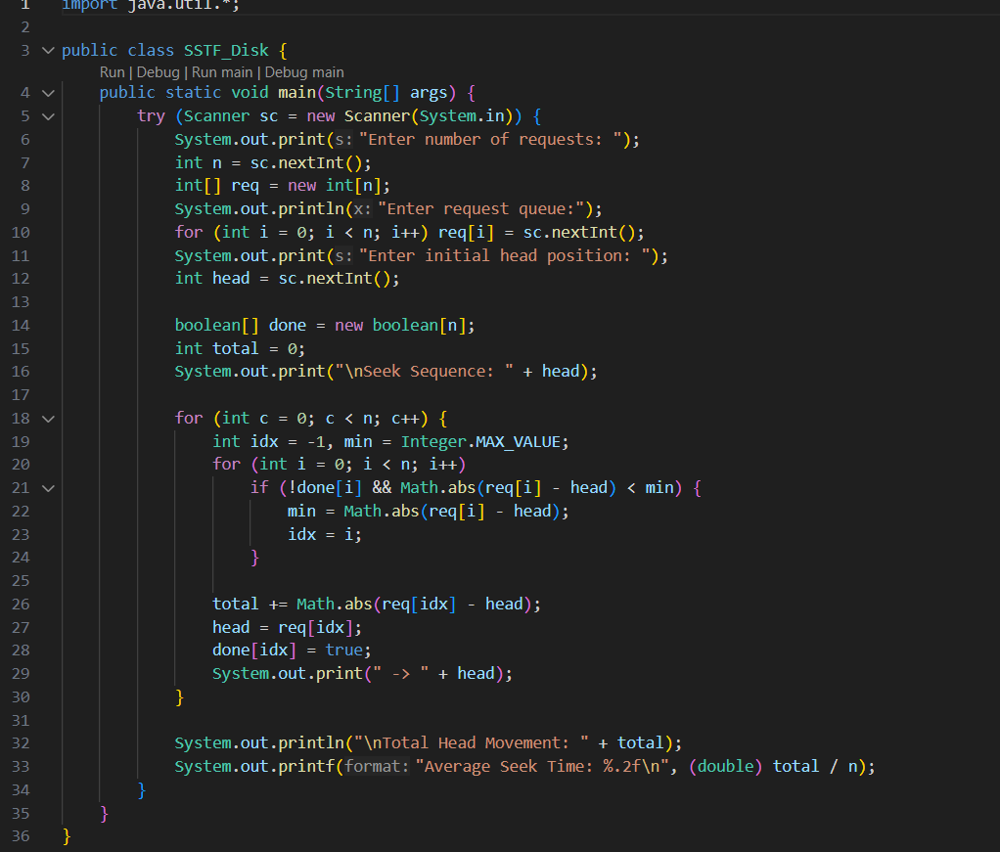 1 import java.util.*;
2
3 public class SSTF_Disk {
Run | Debug | Run main | Debug main
4 public static void main(String[] args) {
5 try (Scanner sc = new Scanner(System.in)) {
6 System.out.print(s: "Enter number of requests: ");
7 int n = sc.nextInt();
8 int[] req = new int[n];
9 System.out.println(x: "Enter request queue:");
10 for (int i = 0; i < n; i++) req[i] = sc.nextInt();
11 System.out.print(s: "Enter initial head position: ");
12 int head = sc.nextInt();
13
14 boolean[] done = new boolean[n];
15 int total = 0;
16 System.out.print("\nSeek Sequence: " + head);
17
18 for (int c = 0; c < n; c++) {
19 int idx = -1, min = Integer.MAX_VALUE;
20 for (int i = 0; i < n; i++)
21 if (!done[i] && Math.abs(req[i] - head) < min) {
22 min = Math.abs(req[i] - head);
23 idx = i;
24 }
25
26 total += Math.abs(req[idx] - head);
27 head = req[idx];
28 done[idx] = true;
29 System.out.print(" -> " + head);
30 }
31
32 System.out.println("\nTotal Head Movement: " + total);
33 System.out.printf(format: "Average Seek Time: %.2f\n", (double) total / n);
34 }
35 }
36 }